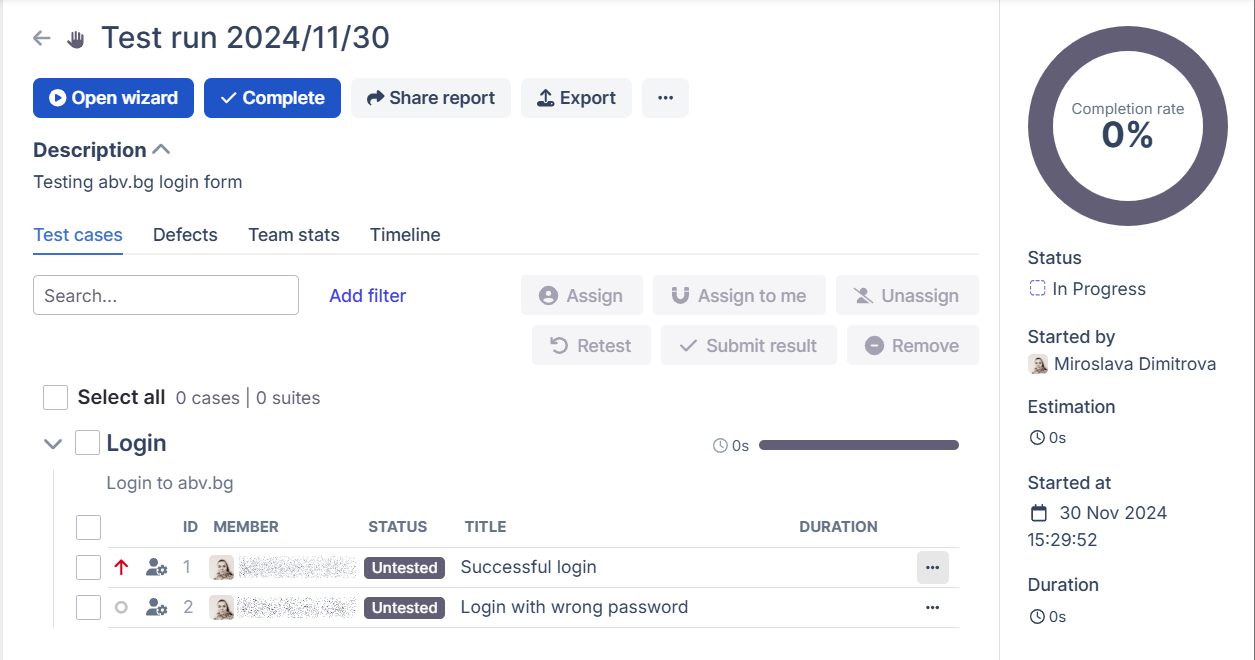 Test run 2024/11/30
Open wizard Complete Share report Export ...
Description
Testing abv.bg login form
Test cases Defects Team stats Timeline
Search... Add filter Assign Assign to me Unassign
Retest Submit result Remove
Select all 0 cases | 0 suites
Login 0s
Login to abv.bg
ID MEMBER STATUS TITLE DURATION
1 Untested Successful login ...
2 Untested Login with wrong password ...
Completion rate
0%
Status
In Progress
Started by
Miroslava Dimitrova
Estimation
0s
Started at
30 Nov 2024
15:29:52
Duration
0s